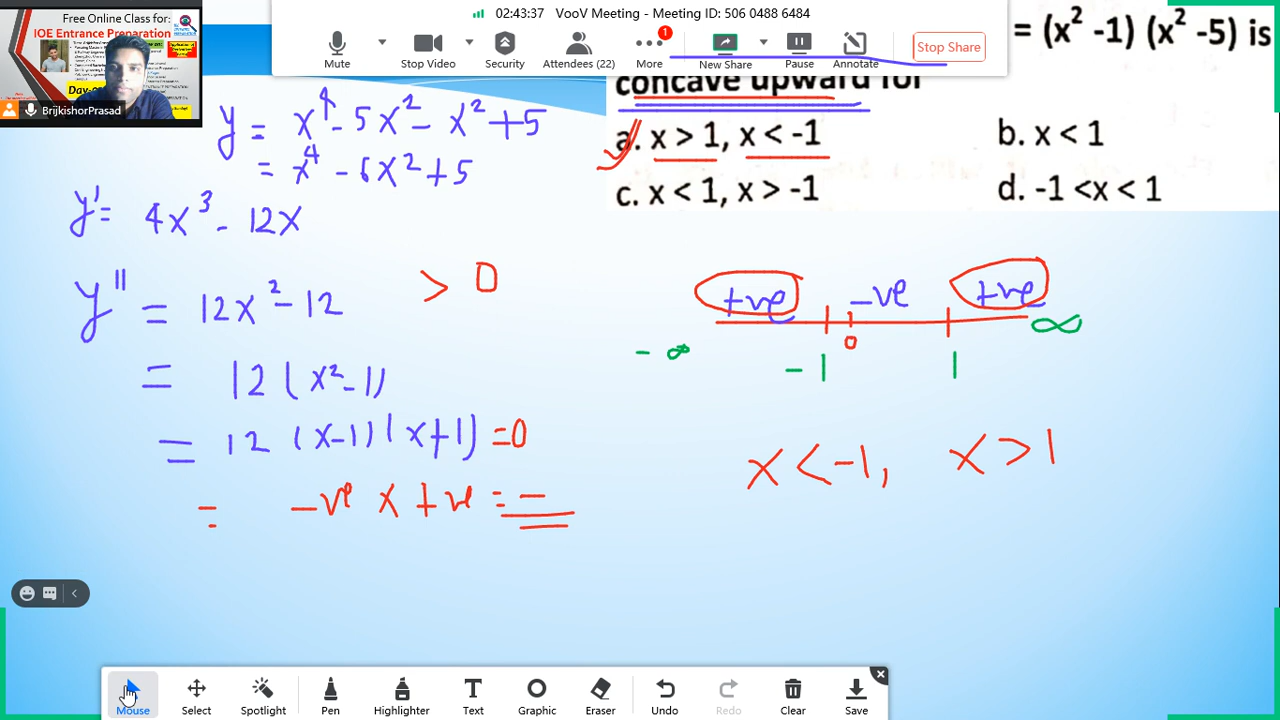 02:43:37 VooV Meeting - Meeting ID: 506 0488 6484
Mute
Stop Video
Security
Attendees (22)
More
1
New Share
Pause
Annotate
Stop Share
Free Online Class for:
IOE Entrance Preparation
Day-0
BrijkishorPrasad
= (x² -1) (x² -5) is
concave upward for
a. x > 1, x < -1
b. x < 1
c. x < 1, x > -1
d. -1 <x < 1
y = x⁴ - 5x² - x² + 5
= x⁴ - 6x² + 5
y' = 4x³ - 12x
y'' = 12x² - 12 > 0
= 12 (x² - 1)
= 12 (x-1) (x+1) = 0
= -ve x +ve = -
+ve -ve +ve
- ∞ -1 0 1 ∞
x < -1, x > 1
Mouse
Select
Spotlight
Pen
Highlighter
Text
Graphic
Eraser
Undo
Redo
Clear
Save